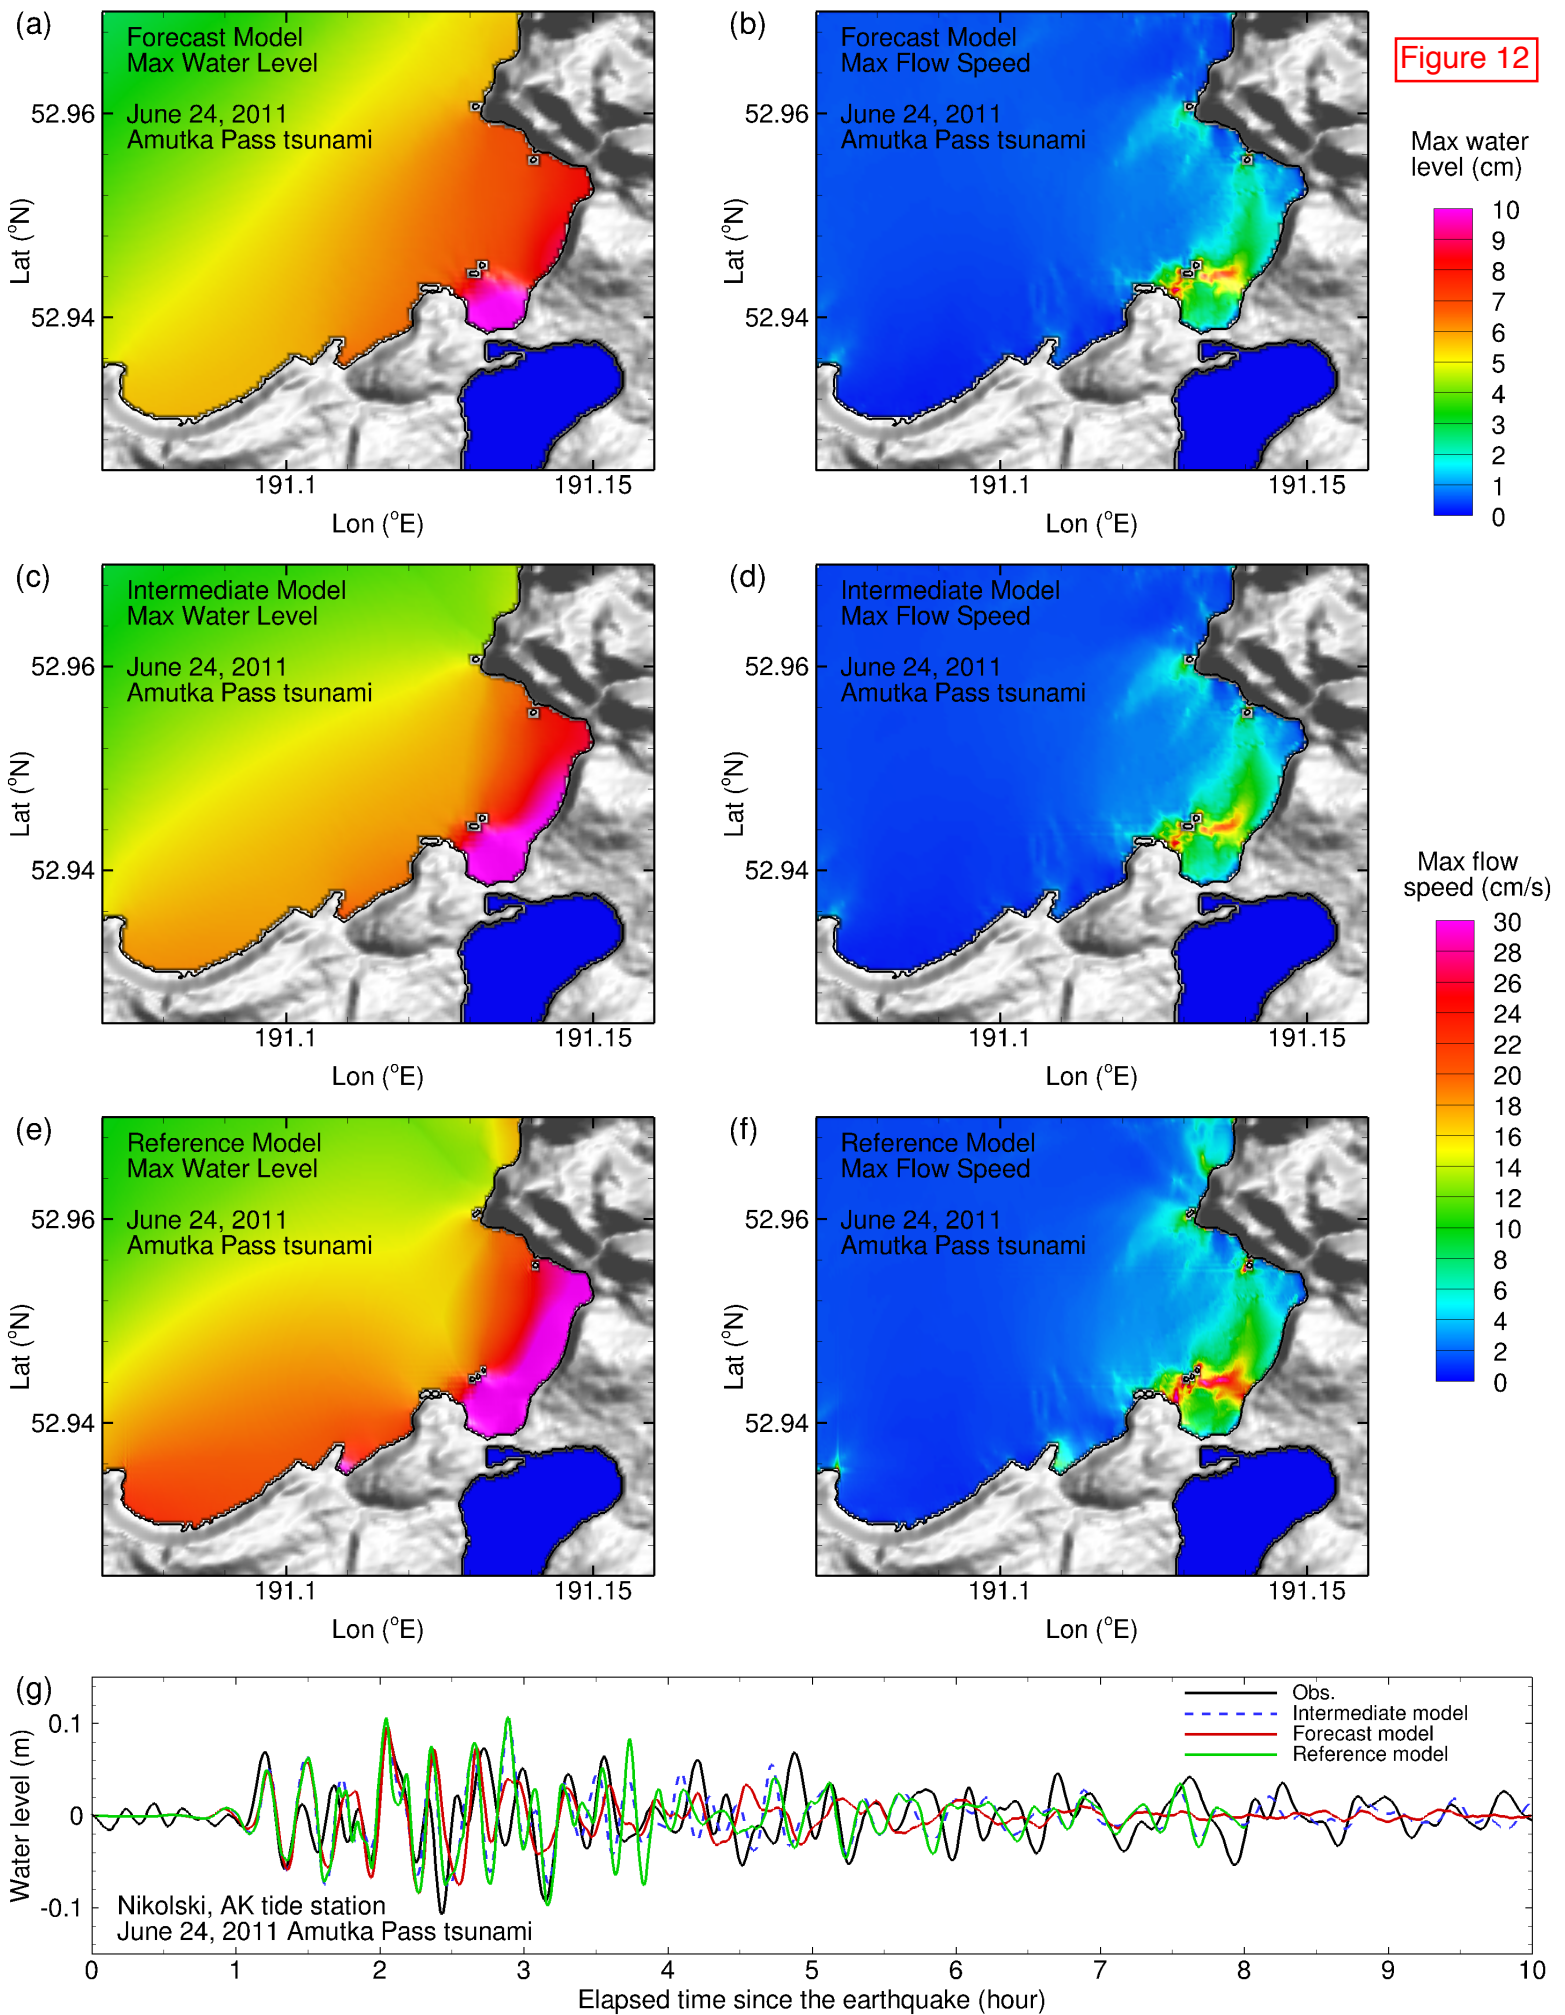 (a)
Forecast Model
Max Water Level
June 24, 2011
Amutka Pass tsunami
52.96
52.94
Lat (°N)
191.1
191.15
Lon (°E)
(b)
Forecast Model
Max Flow Speed
June 24, 2011
Amutka Pass tsunami
52.96
52.94
Lat (°N)
191.1
191.15
Lon (°E)
Figure 12
Max water
level (cm)
10
9
8
7
6
5
4
3
2
1
0
(c)
Intermediate Model
Max Water Level
June 24, 2011
Amutka Pass tsunami
52.96
52.94
Lat (°N)
191.1
191.15
Lon (°E)
(d)
Intermediate Model
Max Flow Speed
June 24, 2011
Amutka Pass tsunami
52.96
52.94
Lat (°N)
191.1
191.15
Lon (°E)
Max flow
speed (cm/s)
30
28
26
24
22
20
18
16
14
12
10
8
6
4
2
0
(e)
Reference Model
Max Water Level
June 24, 2011
Amutka Pass tsunami
52.96
52.94
Lat (°N)
191.1
191.15
Lon (°E)
(f)
Reference Model
Max Flow Speed
June 24, 2011
Amutka Pass tsunami
52.96
52.94
Lat (°N)
191.1
191.15
Lon (°E)
(g)
Water level (m)
0.1
0
-0.1
Obs.
Intermediate model
Forecast model
Reference model
Nikolski, AK tide station
June 24, 2011 Amutka Pass tsunami
0 1 2 3 4 5 6 7 8 9 10
Elapsed time since the earthquake (hour)